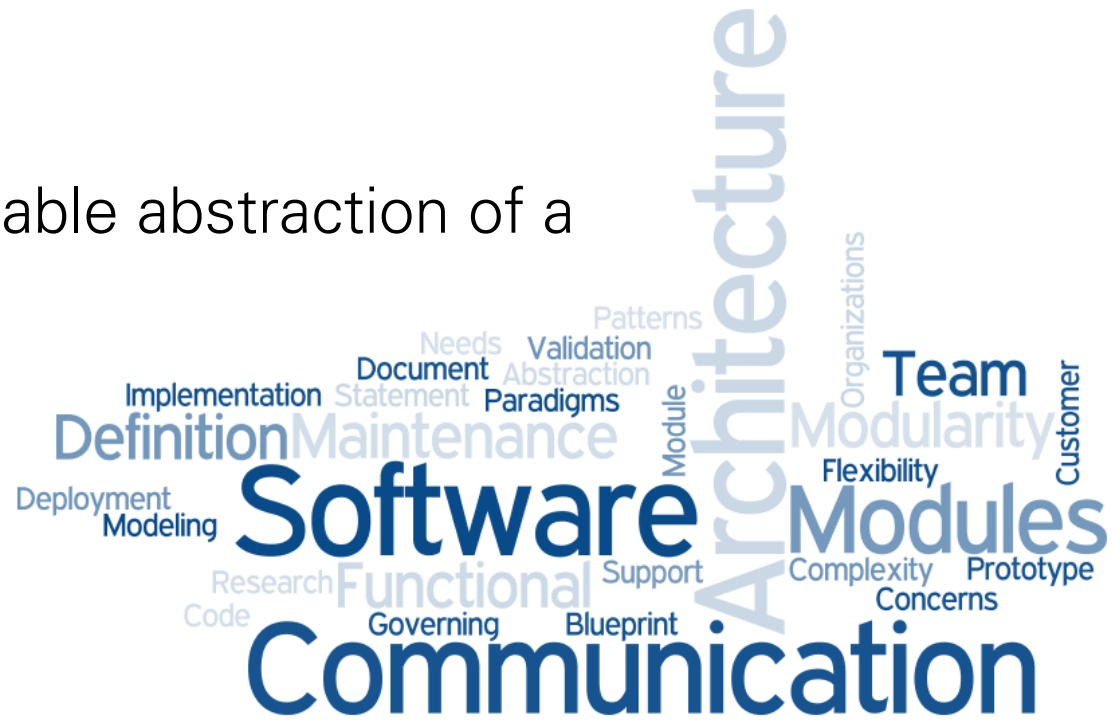 able abstraction of a
Architecture
Organizations
Patterns
Needs Validation
Document Abstraction
Team
Implementation Statement Paradigms
Module
Customer
Definition Maintenance
Modularity
Flexibility
Deployment
Modeling
Software
Modules
Research Functional Support
Complexity Prototype
Code
Concerns
Governing Blueprint
Communication